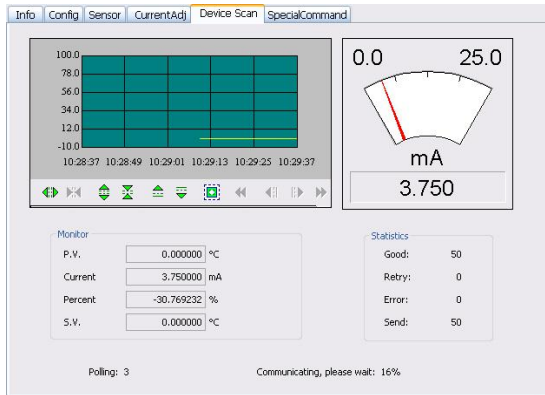 Info Config Sensor CurrentAdj Device Scan SpecialCommand
100.0
78.0
56.0
34.0
12.0
-10.0
10:28:37 10:28:49 10:29:01 10:29:13 10:29:25 10:29:37
0.0 25.0
mA
3.750
Monitor
P.V. 0.000000 °C
Current 3.750000 mA
Percent -30.769232 %
S.V. 0.000000 °C
Statistics
Good: 50
Retry: 0
Error: 0
Send: 50
Polling: 3 Communicating, please wait: 16%